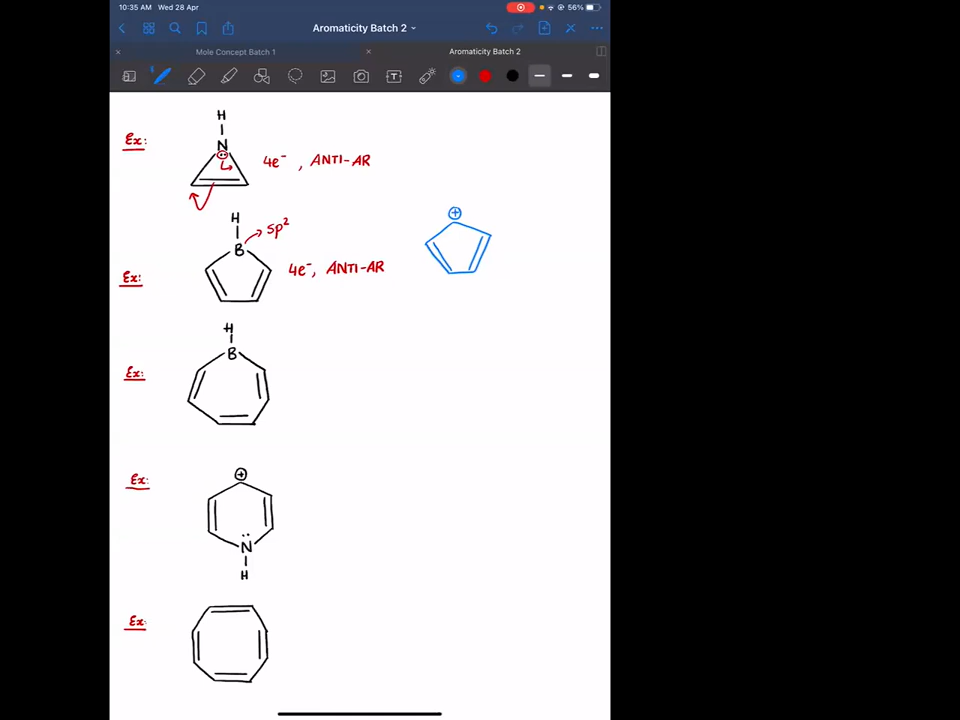 10:35 AM Wed 28 Apr
56%
Aromaticity Batch 2
Mole Concept Batch 1
Aromaticity Batch 2
H
Ex:
N
4e⁻ , ANTI-AR
H
sp²
B
Ex:
4e⁻, ANTI-AR
⊕
H
B
Ex:
⊕
Ex:
N
H
Ex: